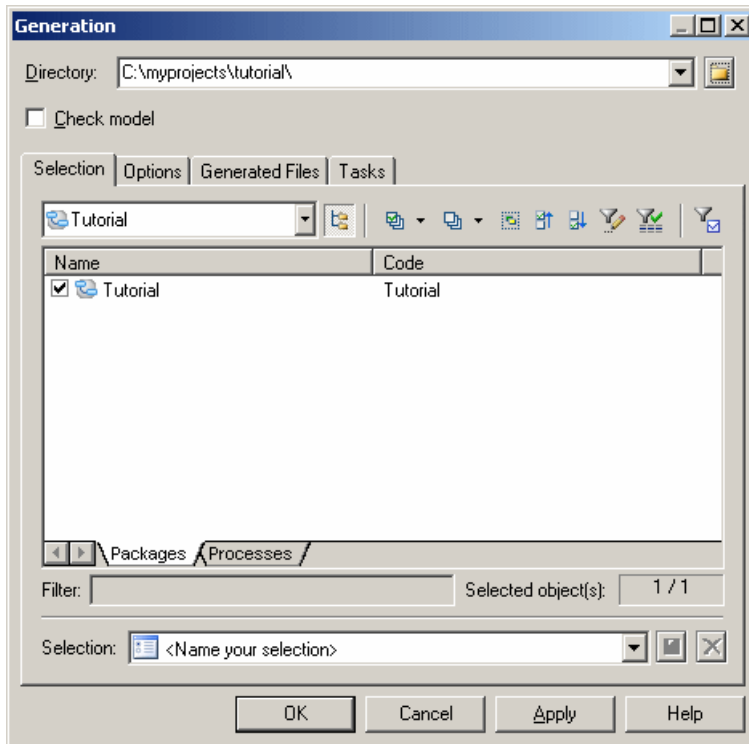 Generation
Directory: C:\myprojects\tutorial\
Check model
Selection Options Generated Files Tasks
Tutorial
Name Code
Tutorial Tutorial
Packages Processes
Filter: Selected object(s): 1 / 1
Selection: <Name your selection>
OK Cancel Apply Help